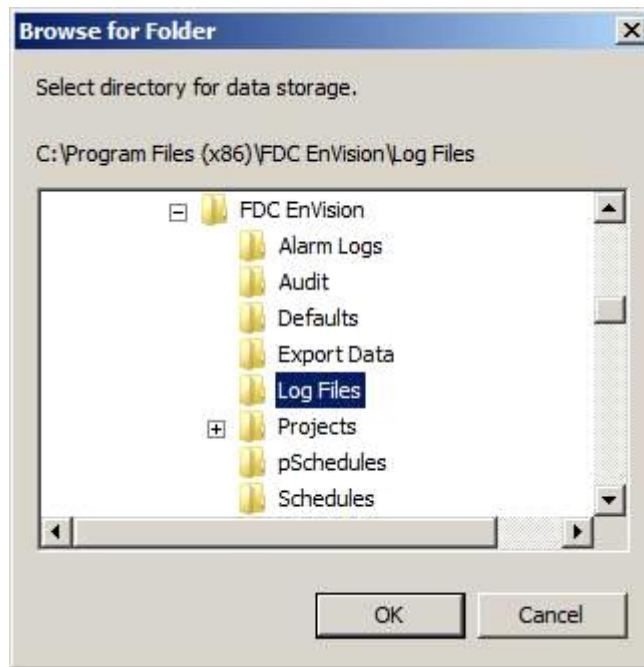 Browse for Folder
Select directory for data storage.
C:\Program Files (x86)\FDC EnVision\Log Files
FDC EnVision
Alarm Logs
Audit
Defaults
Export Data
Log Files
Projects
pSchedules
Schedules
OK Cancel